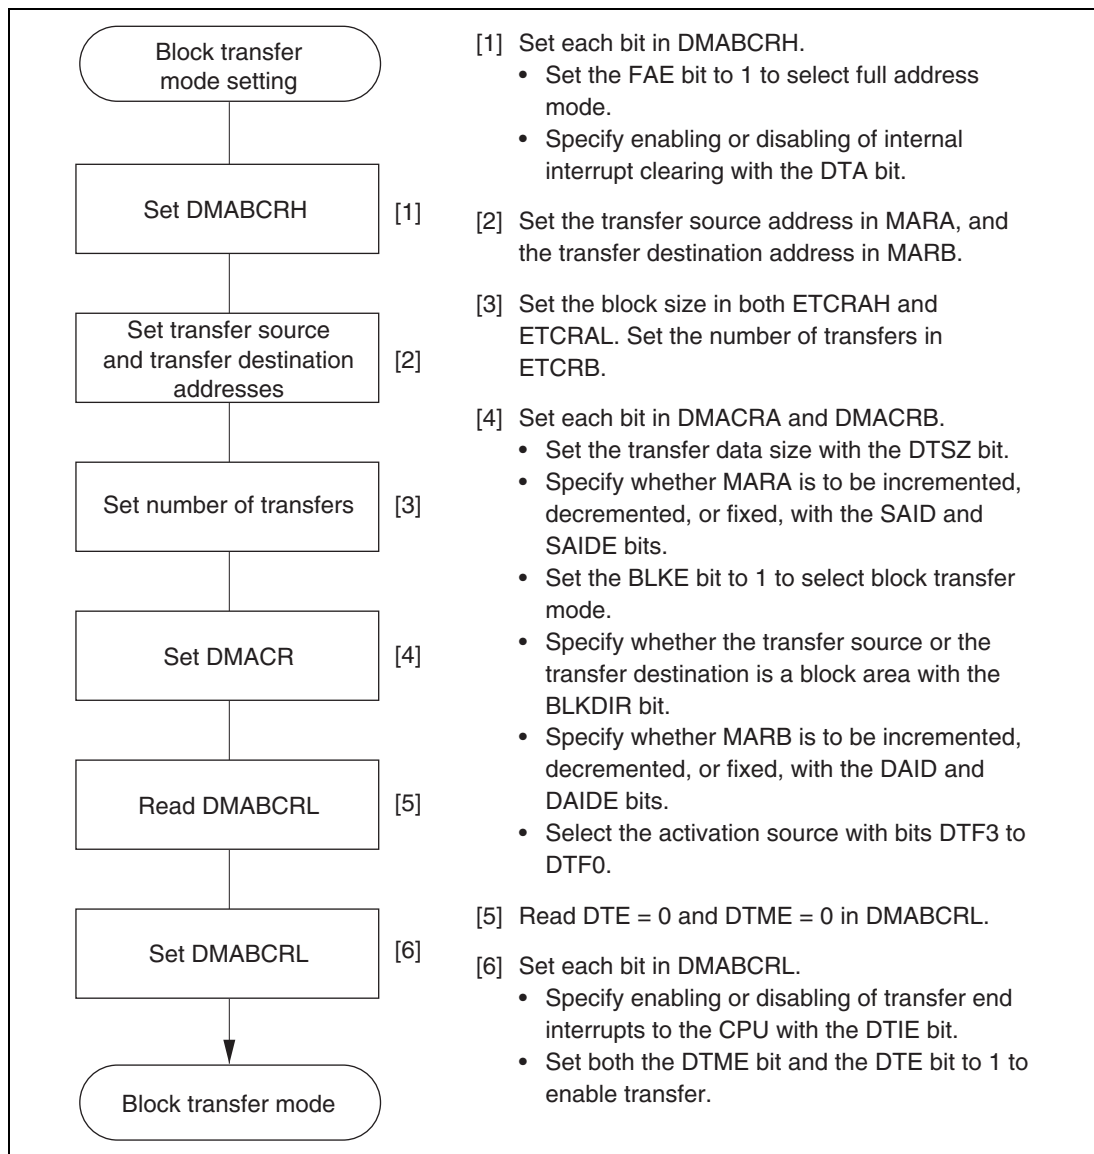 Block transfer
mode setting
Set DMABCRH
[1]
Set transfer source
and transfer destination
addresses
[2]
Set number of transfers
[3]
Set DMACR
[4]
Read DMABCRL
[5]
Set DMABCRL
[6]
Block transfer mode
[1] Set each bit in DMABCRH.
• Set the FAE bit to 1 to select full address
mode.
• Specify enabling or disabling of internal
interrupt clearing with the DTA bit.
[2] Set the transfer source address in MARA, and
the transfer destination address in MARB.
[3] Set the block size in both ETCRAH and
ETCRAL. Set the number of transfers in
ETCRB.
[4] Set each bit in DMACRA and DMACRB.
• Set the transfer data size with the DTSZ bit.
• Specify whether MARA is to be incremented,
decremented, or fixed, with the SAID and
SAIDE bits.
• Set the BLKE bit to 1 to select block transfer
mode.
• Specify whether the transfer source or the
transfer destination is a block area with the
BLKDIR bit.
• Specify whether MARB is to be incremented,
decremented, or fixed, with the DAID and
DAIDE bits.
• Select the activation source with bits DTF3 to
DTF0.
[5] Read DTE = 0 and DTME = 0 in DMABCRL.
[6] Set each bit in DMABCRL.
• Specify enabling or disabling of transfer end
interrupts to the CPU with the DTIE bit.
• Set both the DTME bit and the DTE bit to 1 to
enable transfer.